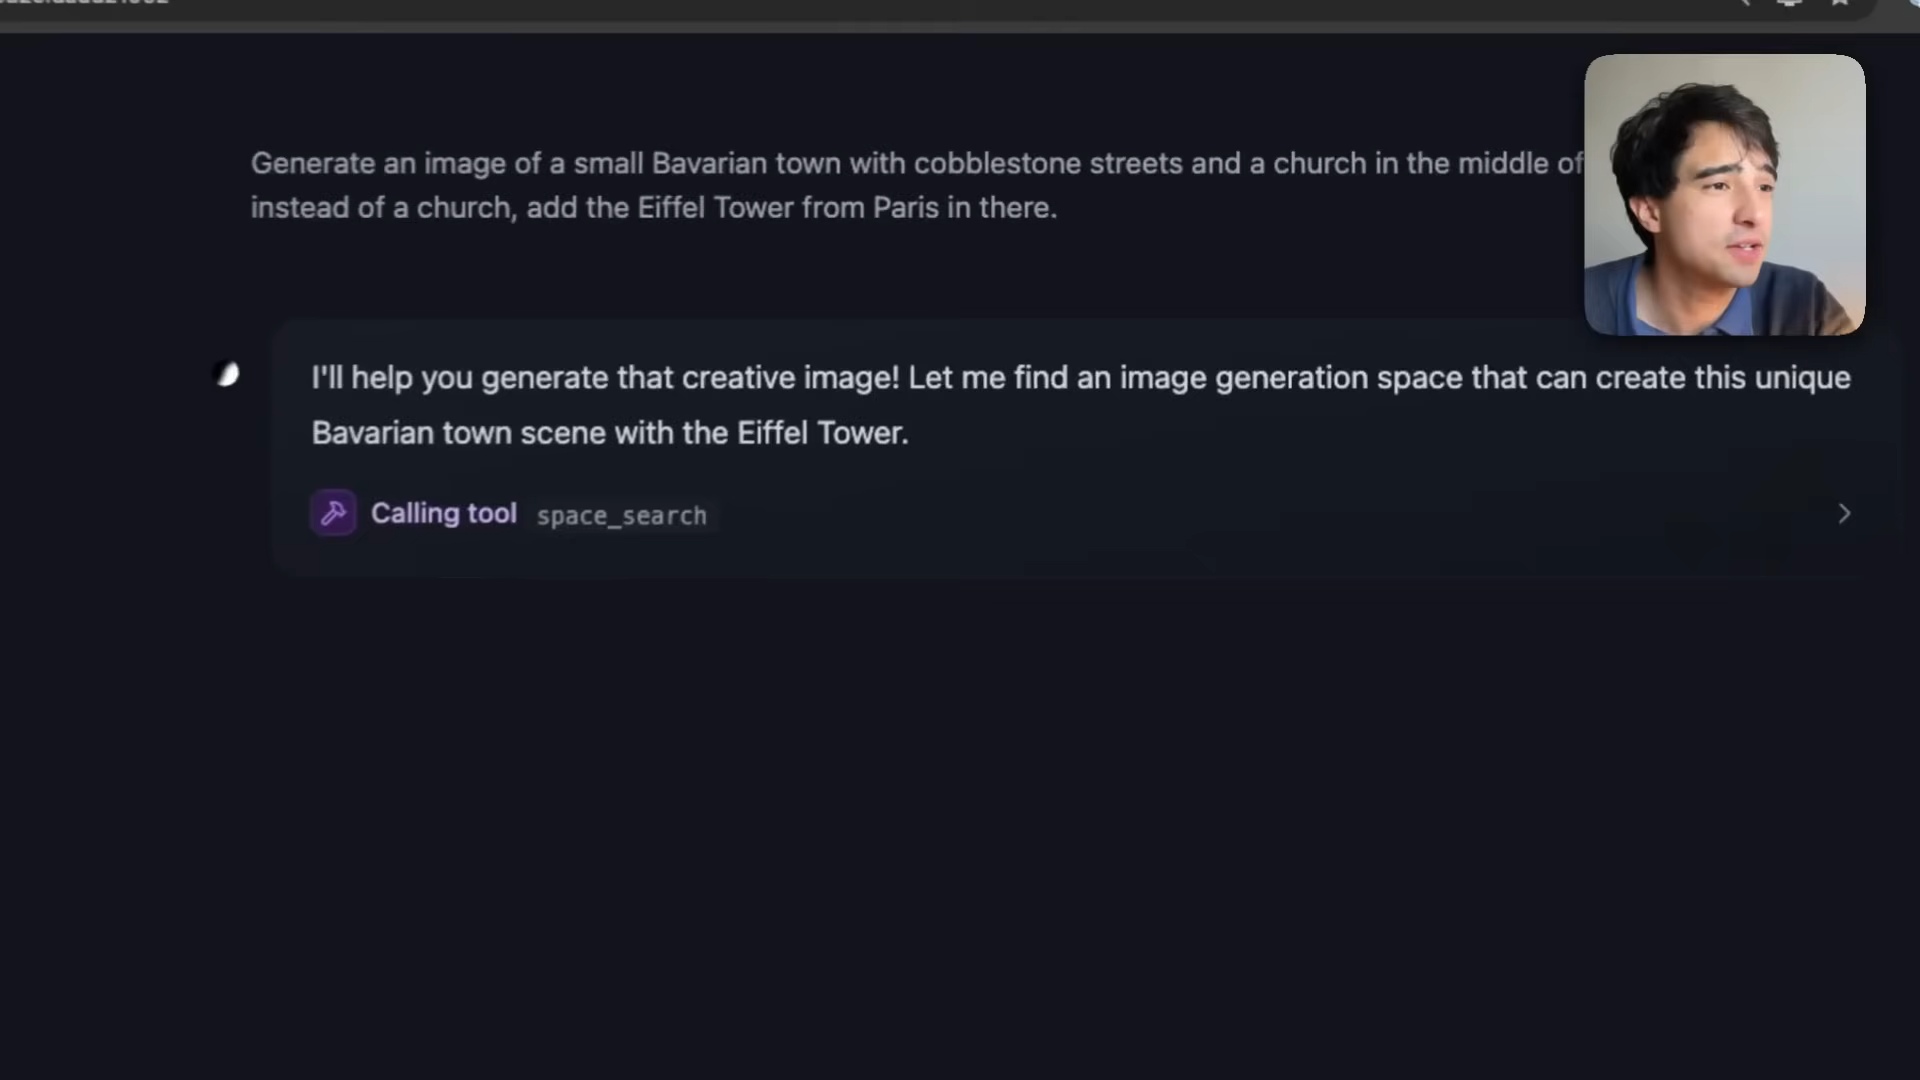 Generate an image of a small Bavarian town with cobblestone streets and a church in the middle of
instead of a church, add the Eiffel Tower from Paris in there.
I'll help you generate that creative image! Let me find an image generation space that can create this unique
Bavarian town scene with the Eiffel Tower.
Calling tool space_search